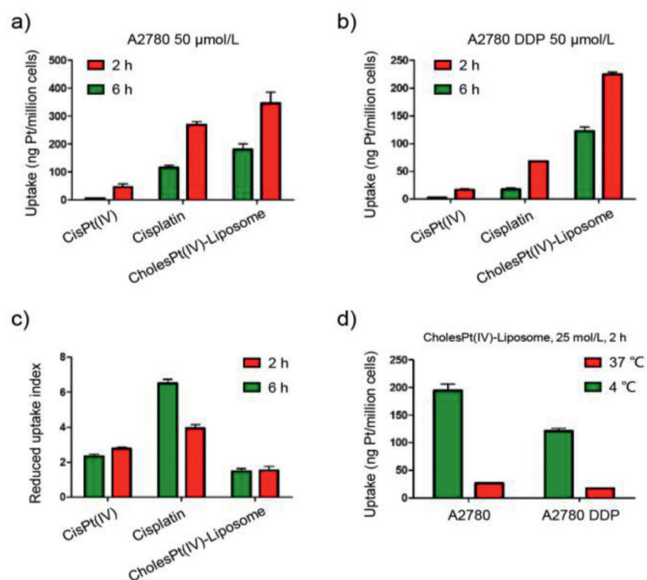 a)
A2780 50 μmol/L
Uptake (ng Pt/million cells)
500
400
300
200
100
0
2 h
6 h
CisPt(IV)
Cisplatin
CholesPt(IV)-Liposome
b)
A2780 DDP 50 μmol/L
Uptake (ng Pt/million cells)
250
200
150
100
50
0
2 h
6 h
CisPt(IV)
Cisplatin
CholesPt(IV)-Liposome
c)
Reduced uptake index
8
6
4
2
0
2 h
6 h
CisPt(IV)
Cisplatin
CholesPt(IV)-Liposome
d)
CholesPt(IV)-Liposome, 25 mol/L, 2 h
Uptake (ng Pt/million cells)
250
200
150
100
50
0
37 ℃
4 ℃
A2780
A2780 DDP